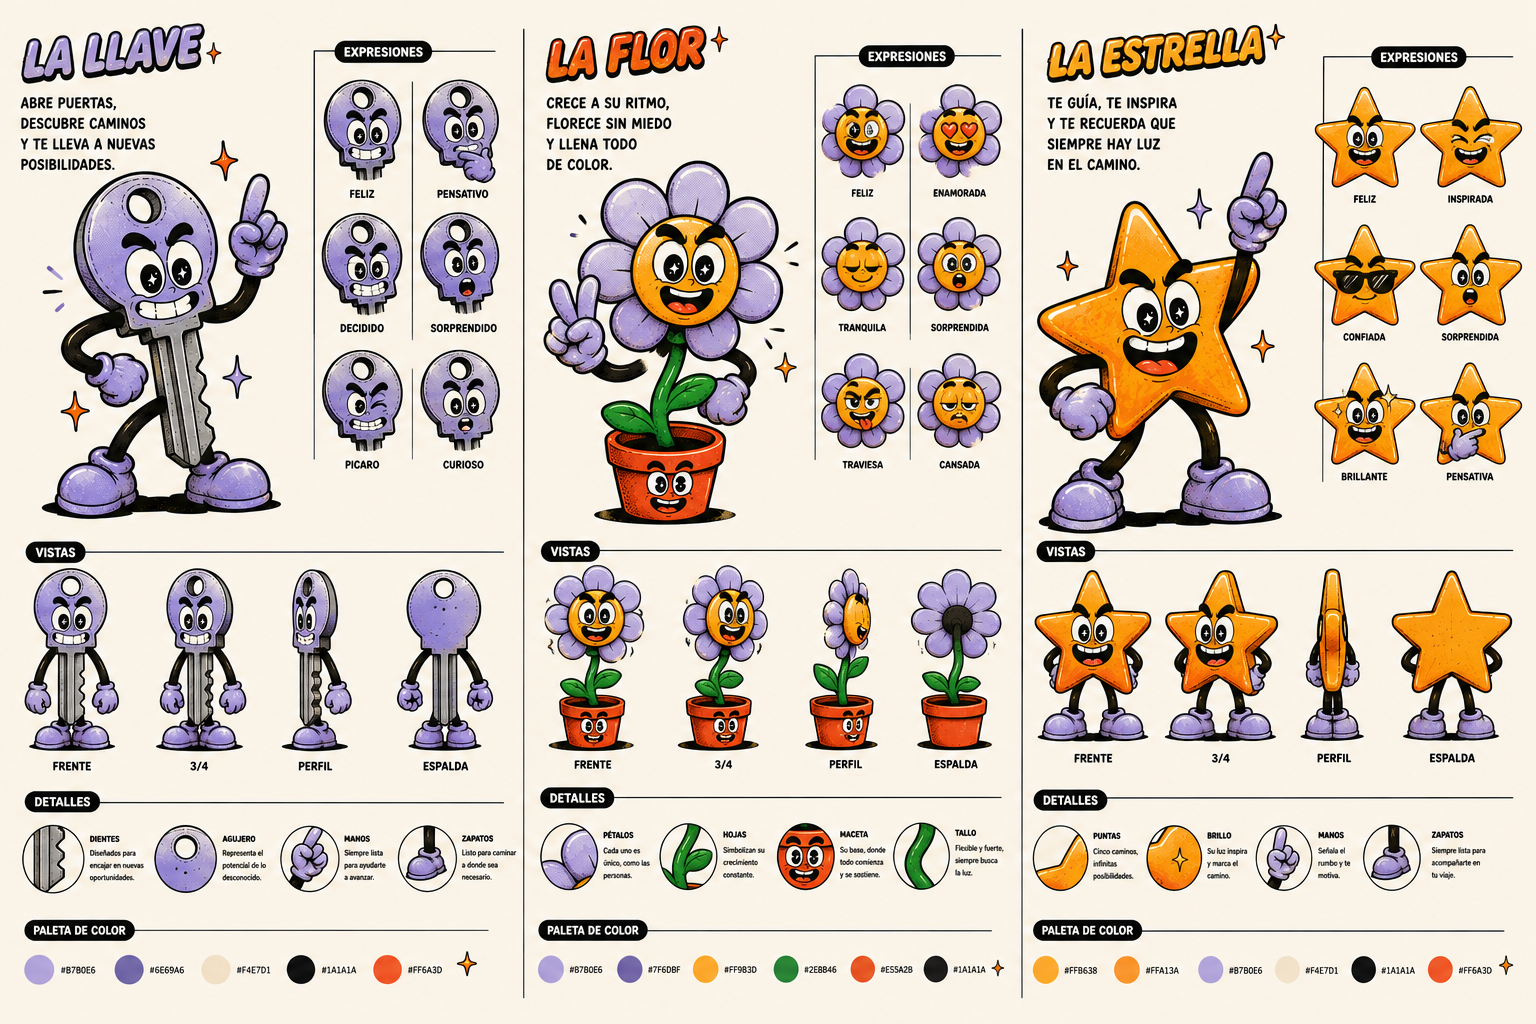 LA LLAVE
ABRE PUERTAS,
DESCUBRE CAMINOS
Y TE LLEVA A NUEVAS
POSIBILIDADES.
EXPRESIONES
FELIZ
PENSATIVO
DECIDIDO
SORPRENDIDO
PICARO
CURIOSO
VISTAS
FRENTE
3/4
PERFIL
ESPALDA
DETALLES
DIENTES
Diseñados para
encajar en nuevas
oportunidades.
AGUJERO
Representa el
potencial de lo
desconocido.
MANOS
Siempre lista
para ayudarte
a avanzar.
ZAPATOS
Listo para caminar
a donde sea
necesario.
PALETA DE COLOR
#B7B0E6
#6E69A6
#F4E7D1
#1A1A1A
#FF6A3D
LA FLOR
CRECE A SU RITMO,
FLORECE SIN MIEDO
Y LLENA TODO
DE COLOR.
EXPRESIONES
FELIZ
ENAMORADA
TRANQUILA
SORPRENDIDA
TRAVIESA
CANSADA
VISTAS
FRENTE
3/4
PERFIL
ESPALDA
DETALLES
PÉTALOS
Cada uno es
único, como las
personas.
HOJAS
Simbolizan su
crecimiento
constante.
MACETA
Su base, donde
todo comienza
y se sostiene.
TALLO
Flexible y fuerte,
siempre busca
la luz.
PALETA DE COLOR
#B7B0E6
#7F6DBF
#FF9B3D
#2E8B46
#E55A2B
#1A1A1A
LA ESTRELLA
TE GUÍA, TE INSPIRA
Y TE RECUERDA QUE
SIEMPRE HAY LUZ
EN EL CAMINO.
EXPRESIONES
FELIZ
INSPIRADA
CONFIADA
SORPRENDIDA
BRILLANTE
PENSATIVA
VISTAS
FRENTE
3/4
PERFIL
ESPALDA
DETALLES
PUNTAS
Cinco caminos,
infinitas
posibilidades.
BRILLO
Su luz inspira
y marca el
camino.
MANOS
Señala el
rumbo y te
motiva.
ZAPATOS
Siempre lista para
acompañarte en
tu viaje.
PALETA DE COLOR
#FFB638
#FFA13A
#B7B0E6
#F4E7D1
#1A1A1A
#FF6A3D